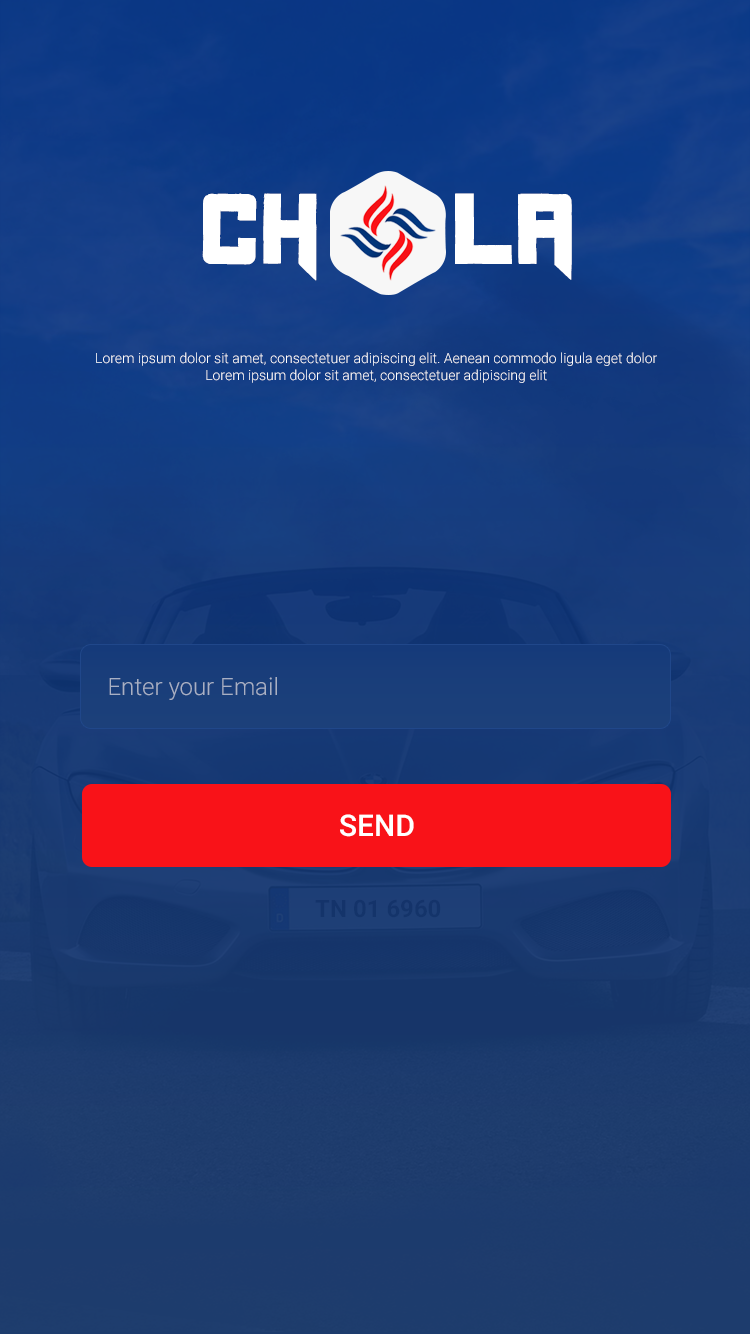 CHOLA
Lorem ipsum dolor sit amet, consectetuer adipiscing elit. Aenean commodo ligula eget dolor
Lorem ipsum dolor sit amet, consectetuer adipiscing elit
Enter your Email
SEND
D TN 01 6960